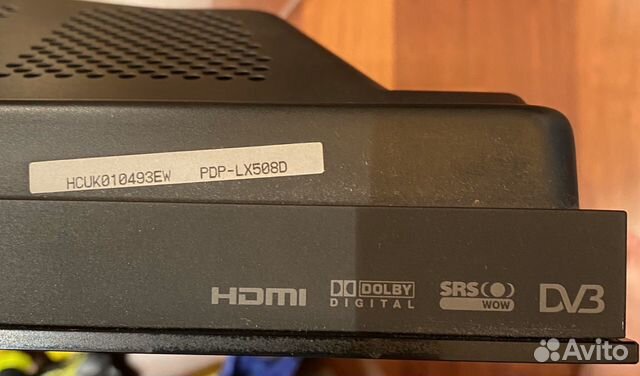 HCUK010493EW PDP-LX508D
HDMI DOLBY DIGITAL SRS WOW DVB
Avito